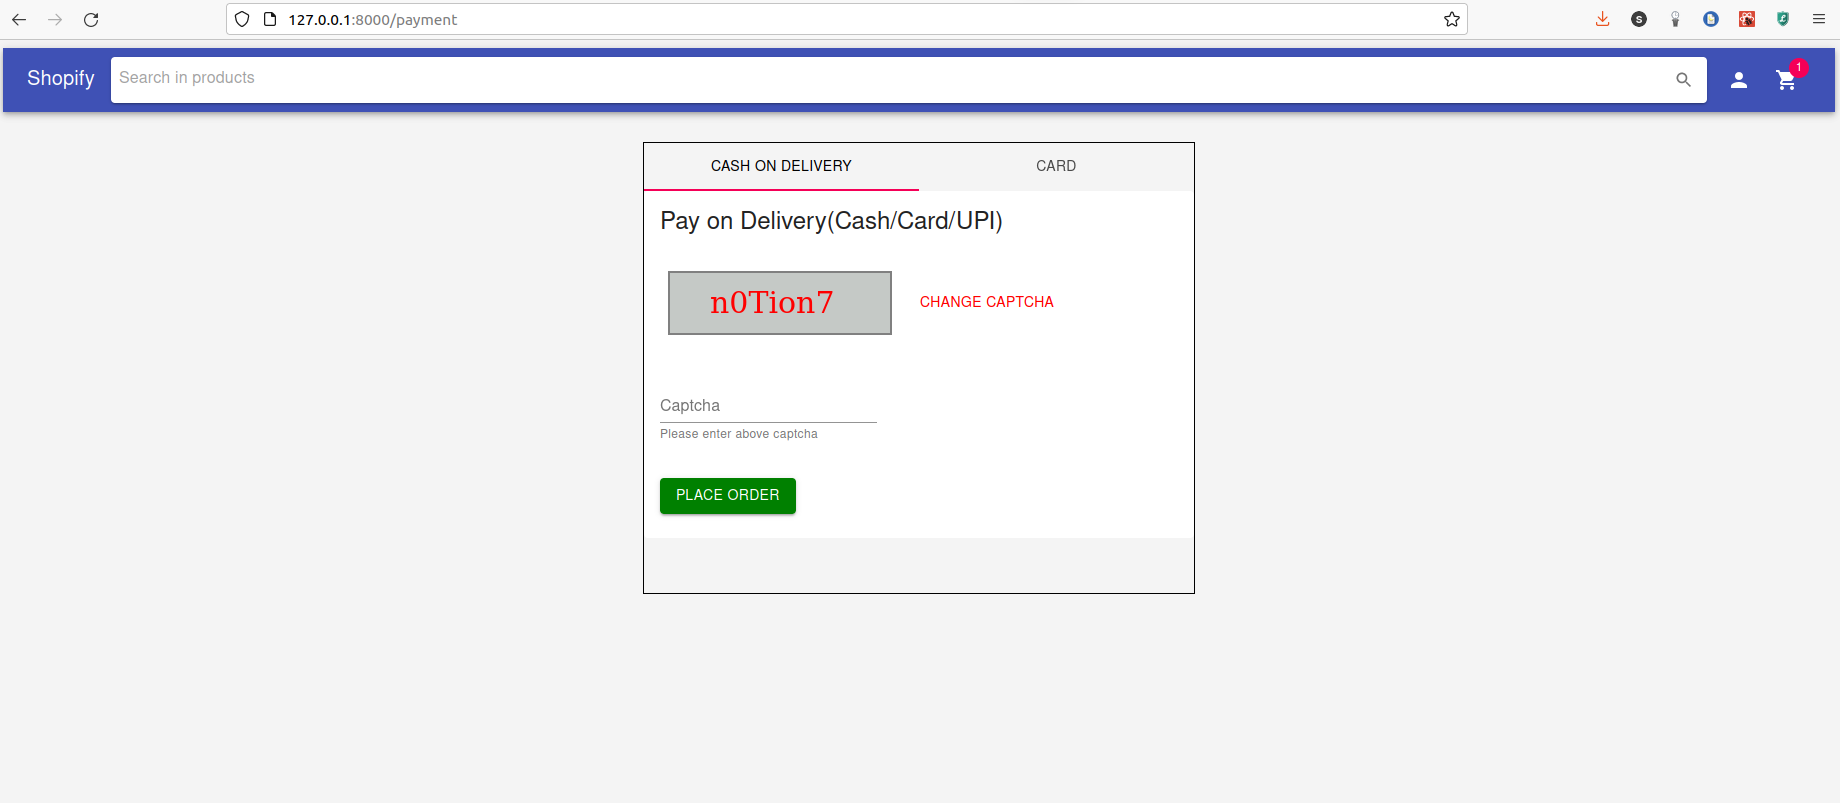 127.0.0.1:8000/payment
S
Shopify
Search in products
1
CASH ON DELIVERY
CARD
Pay on Delivery(Cash/Card/UPI)
n0Tion7
CHANGE CAPTCHA
Captcha
Please enter above captcha
PLACE ORDER